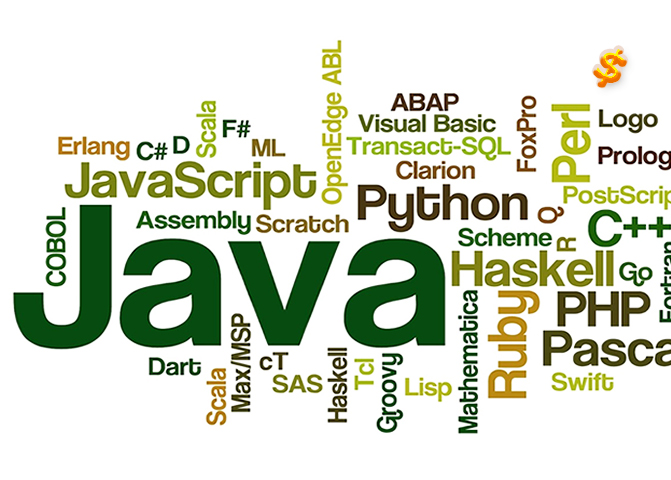 $
OpenEdge ABL
ABAP
Visual Basic
Transact-SQL
Clarion
FoxPro
Perl
Logo
Prolog
PostScrip
Scala
F#
Erlang
C#
D
ML
JavaScript
Python
Q
C++
COBOL
Assembly
Scratch
Scheme
R
Java
Haskell
Go
Fortran
Mathematica
Ruby
PHP
Pasca
Dart
Scala
Max/MSP
cT
SAS
Haskell
Tcl
Groovy
Lisp
Swift